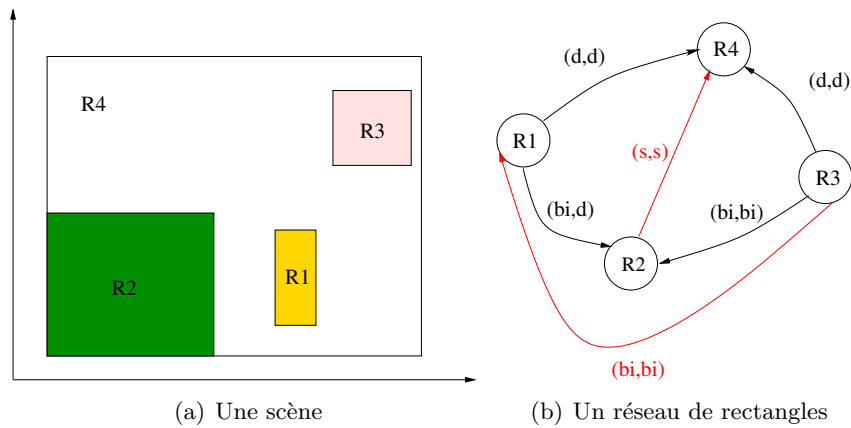 R4
R3
R2
R1
(a) Une scène
R4
(d,d)
(d,d)
R1
(s,s)
R3
(bi,d)
(bi,bi)
R2
(bi,bi)
(b) Un réseau de rectangles